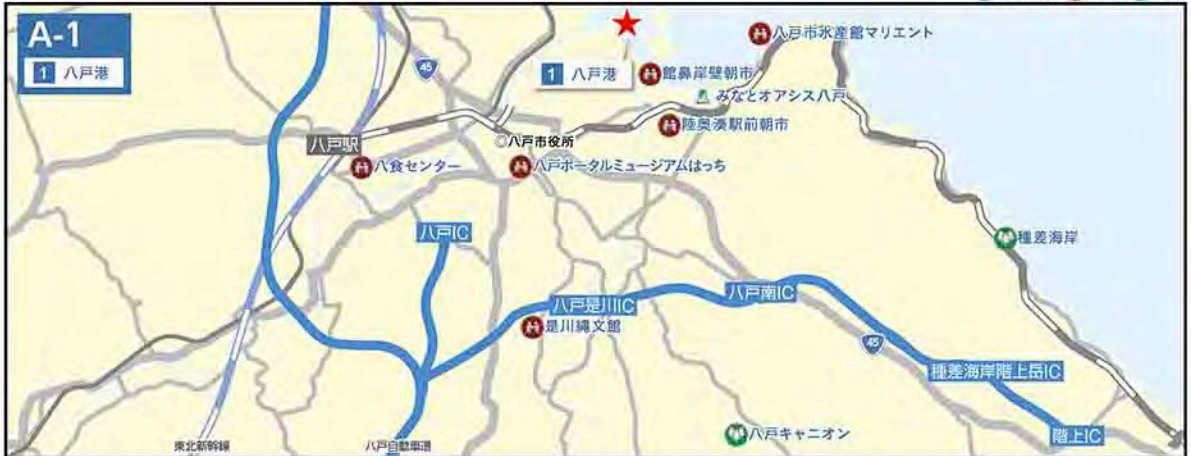 A-1
1 八戸港
45
1 八戸港
八戸市水産館マリエント
館鼻岸壁朝市
みなとオアシス八戸
陸奥湊駅前朝市
八戸駅
◎八戸市役所
八食センター
八戸ポータルミュージアムはっち
八戸IC
種差海岸
八戸是川IC
八戸南IC
是川縄文館
45
種差海岸階上岳IC
八戸キャニオン
階上IC
東北新幹線
八戸自動車道